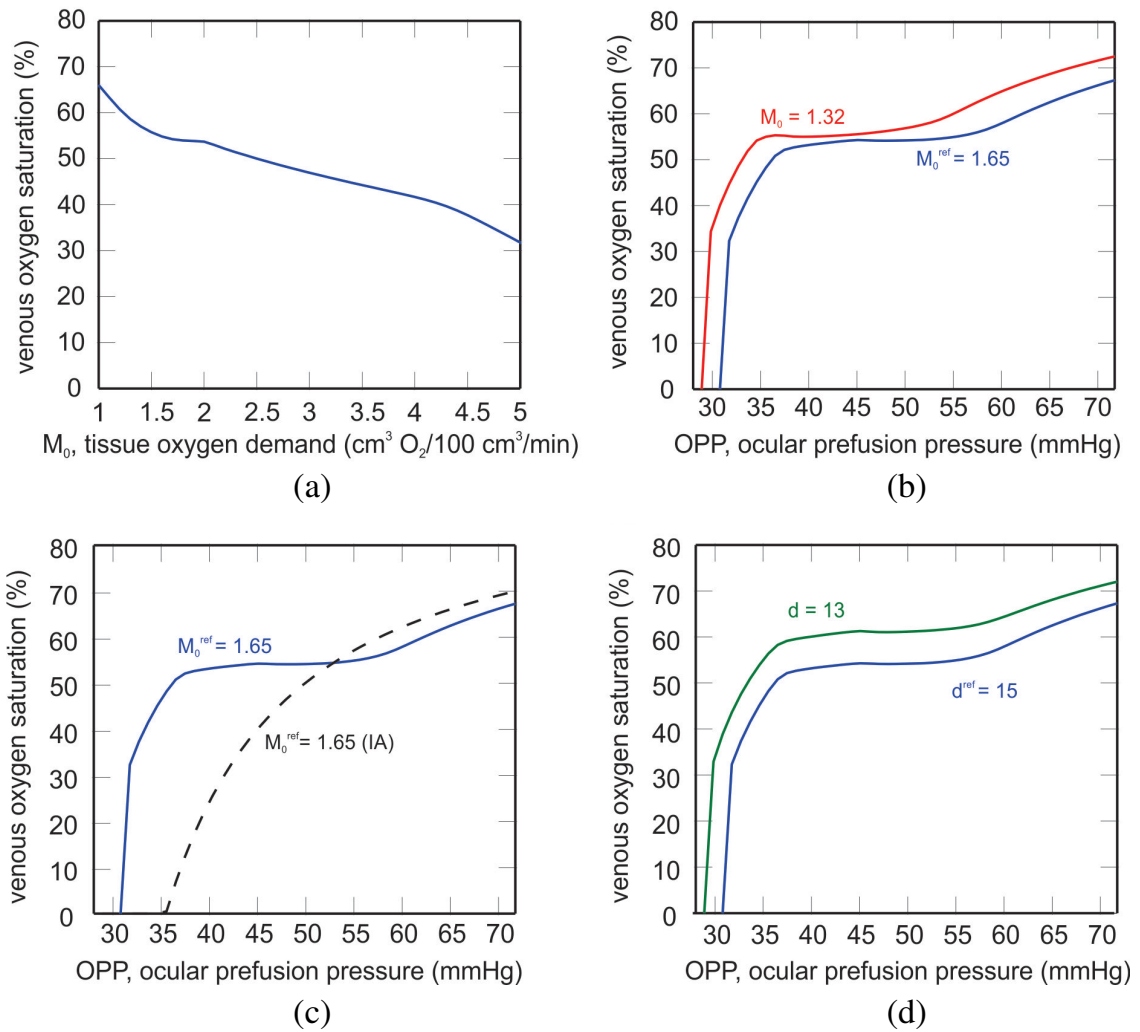 80
70
60
50
40
30
20
10
0
venous oxygen saturation (%)
1 1.5 2 2.5 3 3.5 4 4.5 5
M₀, tissue oxygen demand (cm³ O₂/100 cm³/min)
(a)
80
70
60
50
40
30
20
10
0
venous oxygen saturation (%)
M₀ = 1.32
M₀ʳᵉᶠ = 1.65
30 35 40 45 50 55 60 65 70
OPP, ocular prefusion pressure (mmHg)
(b)
80
70
60
50
40
30
20
10
0
venous oxygen saturation (%)
M₀ʳᵉᶠ = 1.65
M₀ʳᵉᶠ = 1.65 (IA)
30 35 40 45 50 55 60 65 70
OPP, ocular prefusion pressure (mmHg)
(c)
80
70
60
50
40
30
20
10
0
venous oxygen saturation (%)
d = 13
dʳᵉᶠ = 15
30 35 40 45 50 55 60 65 70
OPP, ocular prefusion pressure (mmHg)
(d)